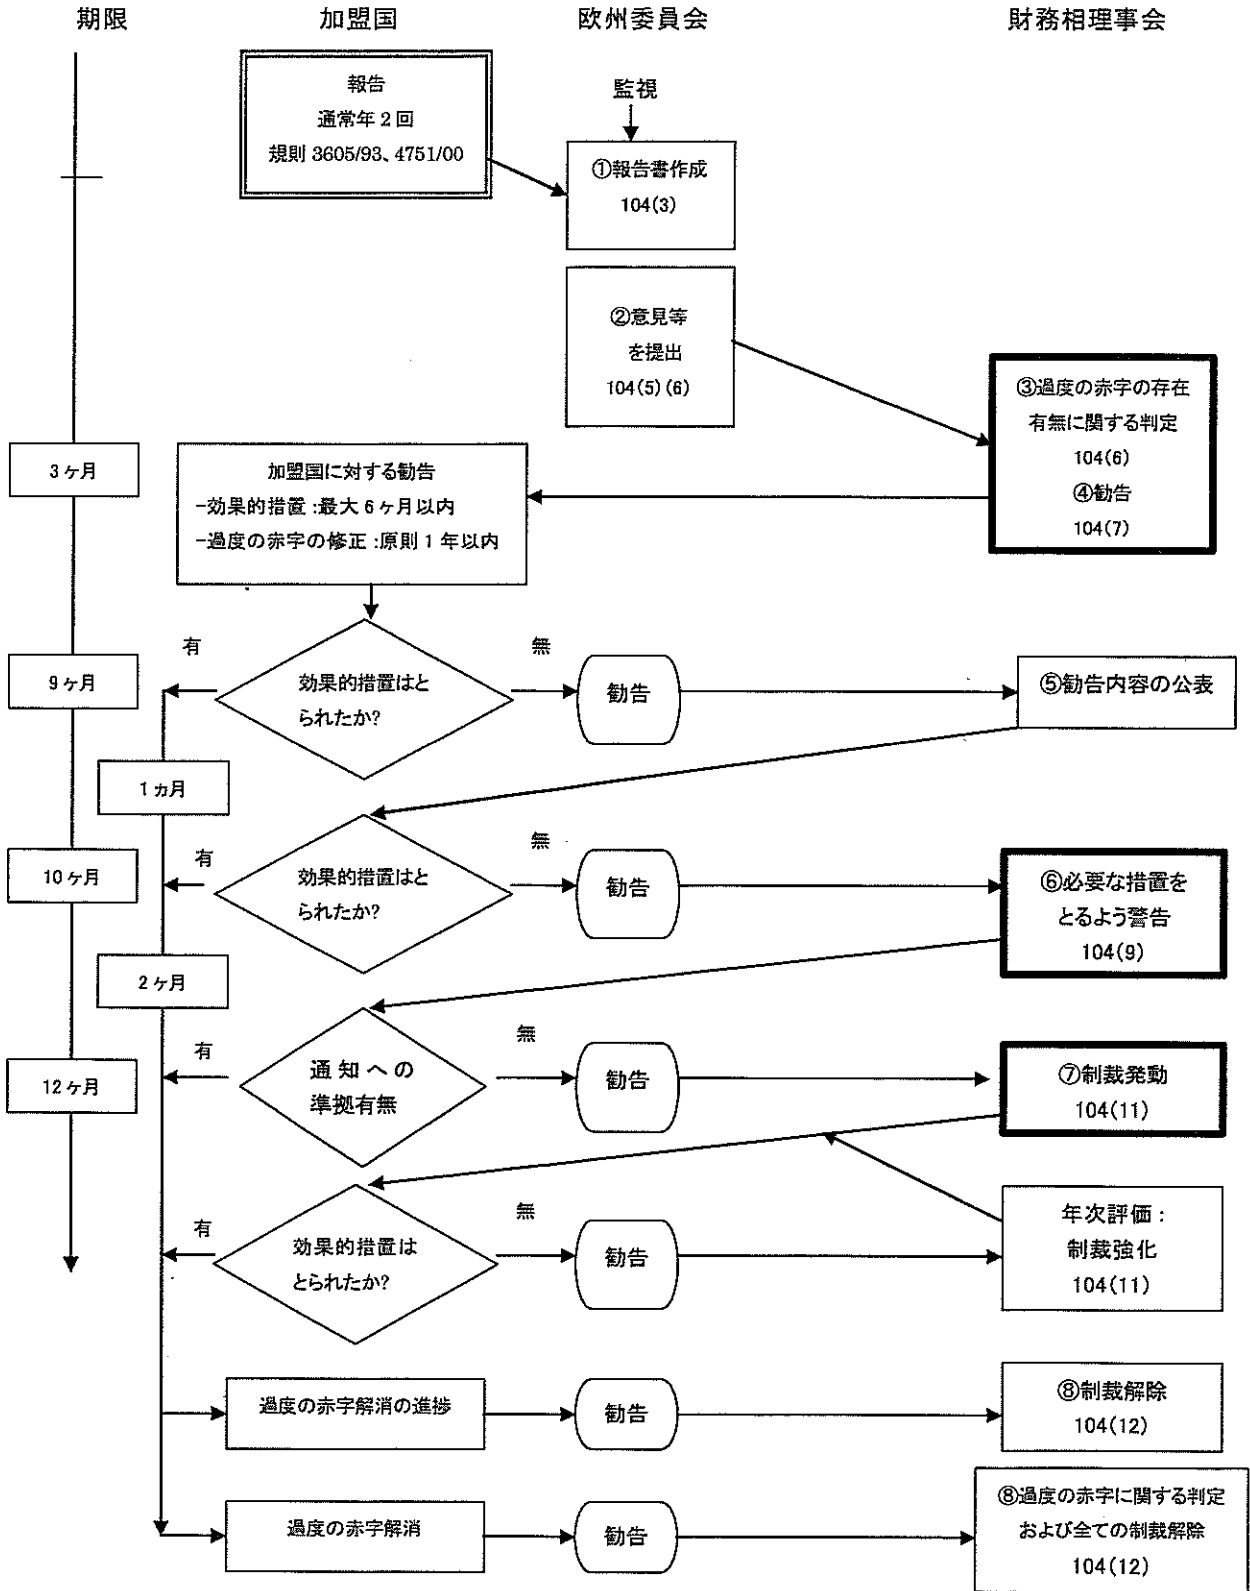 期限 加盟国 欧州委員会 財務相理事会
報告
通常年 2 回
規則 3605/93、4751/00
監視
①報告書作成
104(3)
②意見等
を提出
104(5)(6)
③過度の赤字の存在
有無に関する判定
104(6)
④勧告
104(7)
3 ヶ月
加盟国に対する勧告
-効果的措置:最大 6 ヶ月以内
-過度の赤字の修正:原則 1 年以内
有
無
9 ヶ月
効果的措置はと
られたか?
勧告
⑤勧告内容の公表
1 ヵ月
有
無
10 ヶ月
効果的措置はと
られたか?
勧告
⑥必要な措置を
とるよう警告
104(9)
2 ヶ月
有
無
12 ヶ月
通知への
準拠有無
勧告
⑦制裁発動
104(11)
有
無
効果的措置は
とられたか?
勧告
年次評価:
制裁強化
104(11)
過度の赤字解消の進捗
勧告
⑧制裁解除
104(12)
過度の赤字解消
勧告
⑧過度の赤字に関する判定
および全ての制裁解除
104(12)